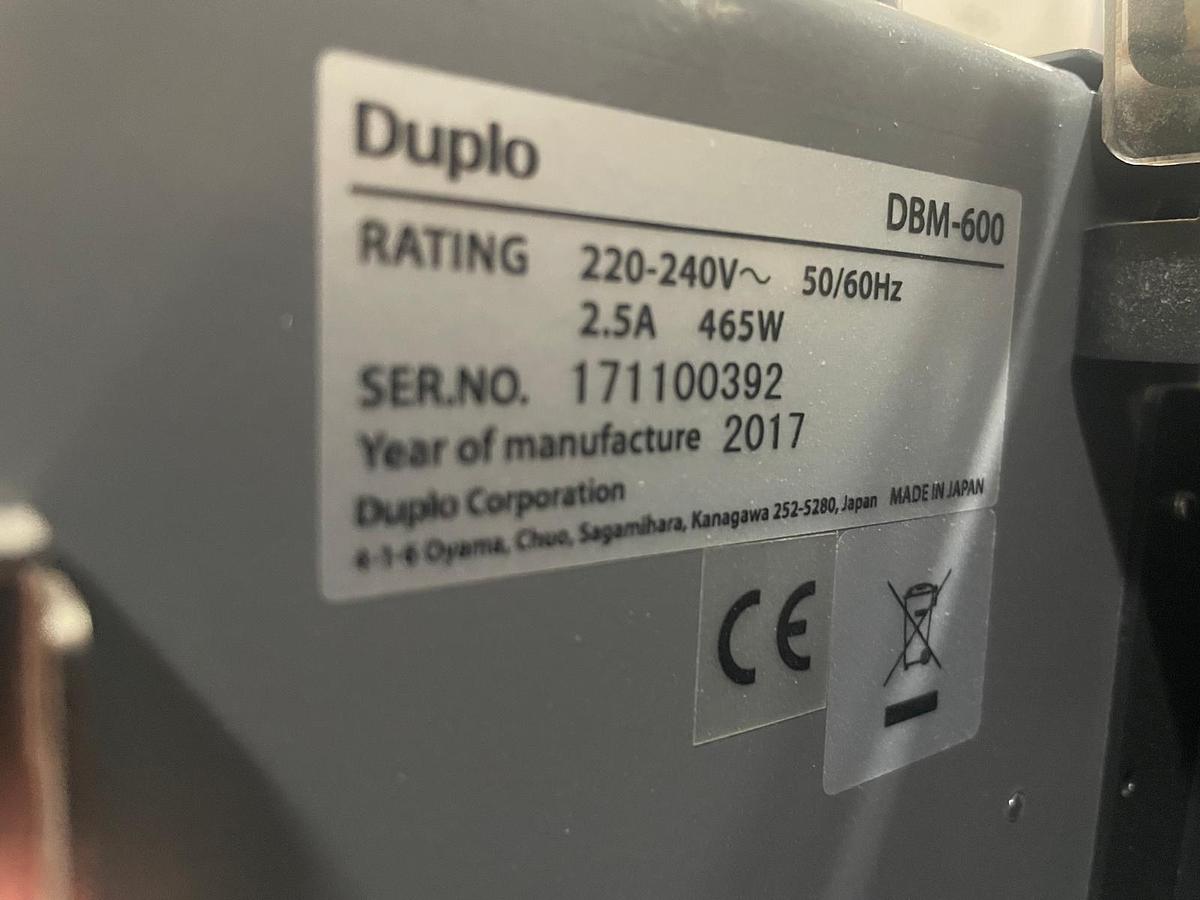 Duplo
DBM-600
RATING 220-240V~ 50/60Hz
2.5A 465W
SER.NO. 171100392
Year of manufacture 2017
Duplo Corporation
4-1-6 Oyama, Chuo, Sagamihara, Kanagawa 252-5280, Japan MADE IN JAPAN
CE